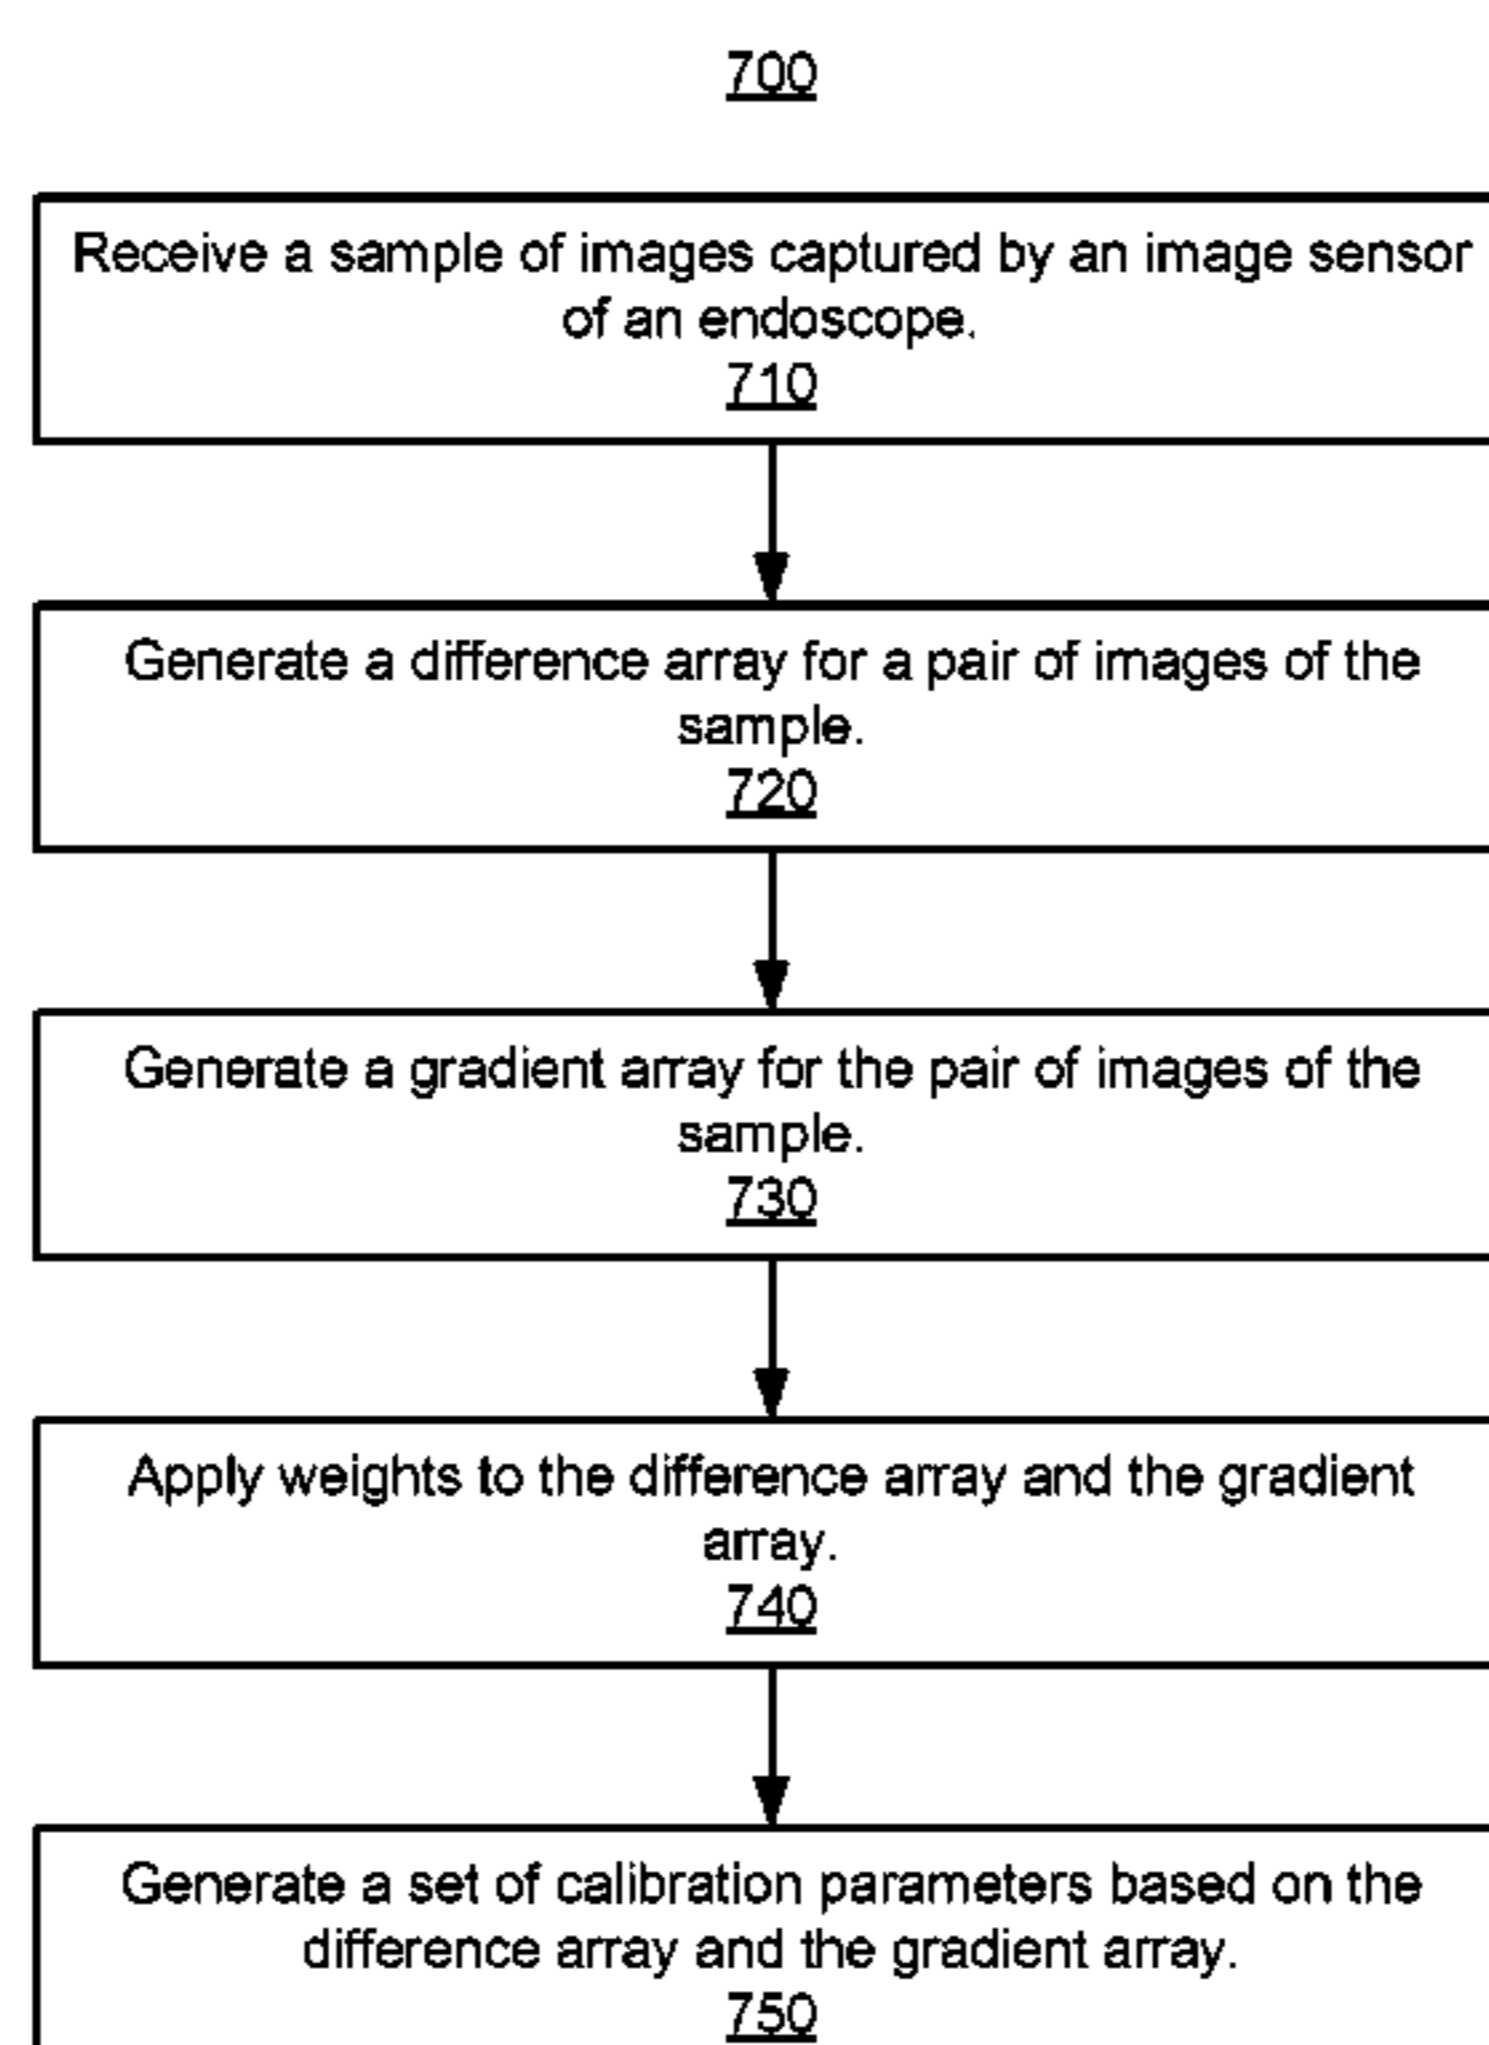 700
Receive a sample of images captured by an image sensor
of an endoscope.
710
Generate a difference array for a pair of images of the
sample.
720
Generate a gradient array for the pair of images of the
sample.
730
Apply weights to the difference array and the gradient
array.
740
Generate a set of calibration parameters based on the
difference array and the gradient array.
750